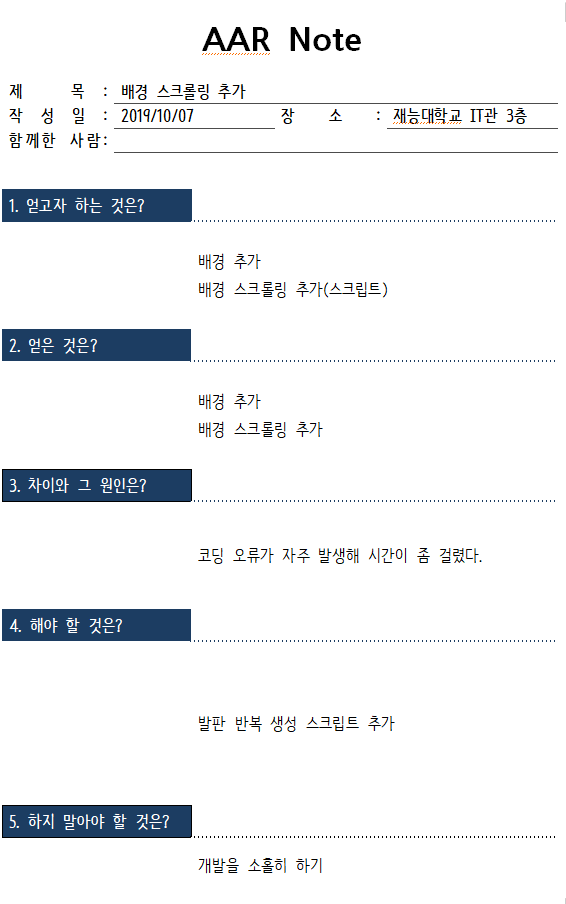 AAR Note
제 목 : 배경 스크롤링 추가
작 성 일 : 2019/10/07 장 소 : 재능대학교 IT관 3층
함께한 사람:
1. 얻고자 하는 것은?
배경 추가
배경 스크롤링 추가(스크립트)
2. 얻은 것은?
배경 추가
배경 스크롤링 추가
3. 차이와 그 원인은?
코딩 오류가 자주 발생해 시간이 좀 걸렸다.
4. 해야 할 것은?
발판 반복 생성 스크립트 추가
5. 하지 말아야 할 것은?
개발을 소홀히 하기